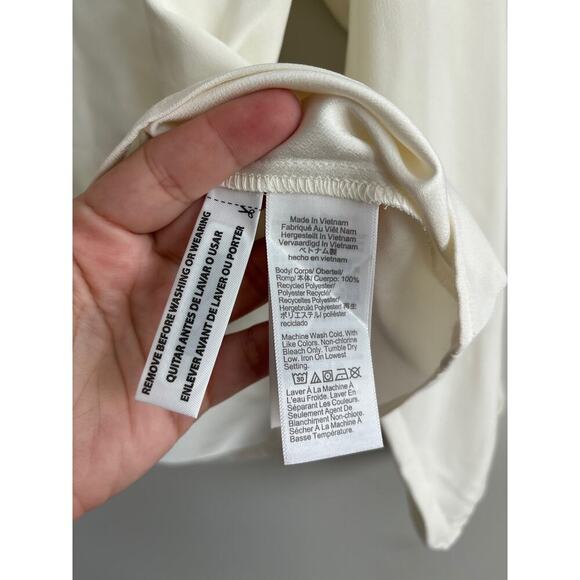 REMOVE BEFORE WASHING OR WEARING
QUITAR ANTES DE LAVAR O USAR
ENLEVER AVANT DE LAVER OU PORTER
Made In Vietnam
Fabriqué Au Viêt Nam
Hergestellt In Vietnam
Vervaardigd In Vietnam
ベトナム製
hecho en vietnam
Body/ Corps/ Oberteil/
Romp/ 本体/ Cuerpo: 100%
Recycled Polyester/
Polyester Recyclé/
Recyceltes Polyester/
Hergebruikt Polyester/ 再生
ポリエステル/ poliéster
reciclado
Machine Wash Cold. With
Like Colors. Non-chlorine
Bleach Only. Tumble Dry
Low. Iron On Lowest
Setting.
30
Laver À La Machine À
L'eau Froide. Laver En
Séparant Les Couleurs.
Seulement Agent De
Blanchiment Non-chlore.
Sécher À La Machine À
Basse Température.